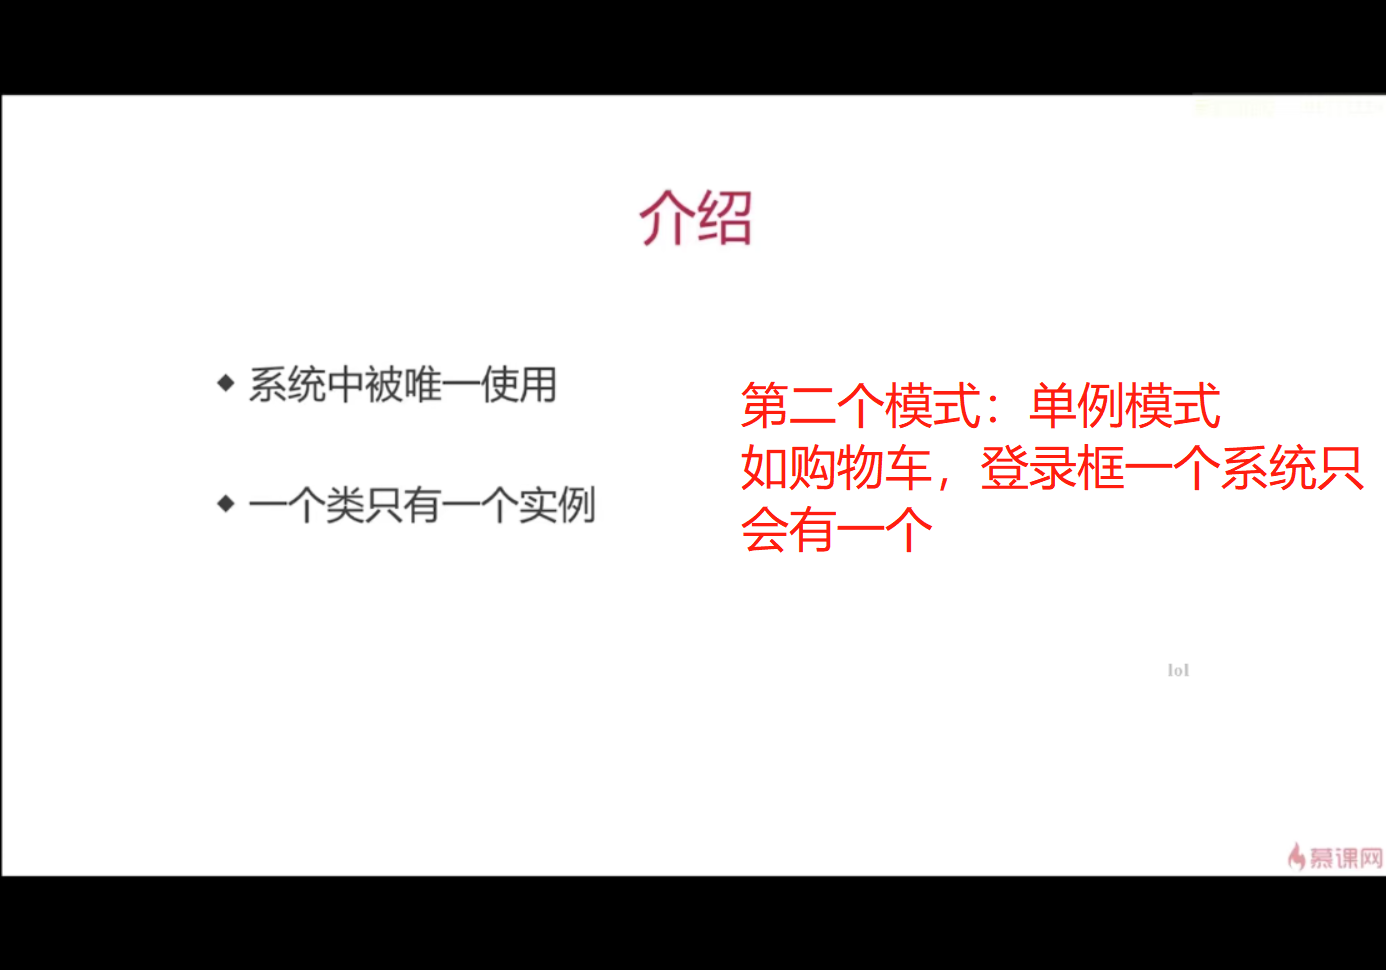 介绍
◆ 系统中被唯一使用
◆ 一个类只有一个实例
第二个模式：单例模式
如购物车，登录框一个系统只
会有一个
lol
慕课网